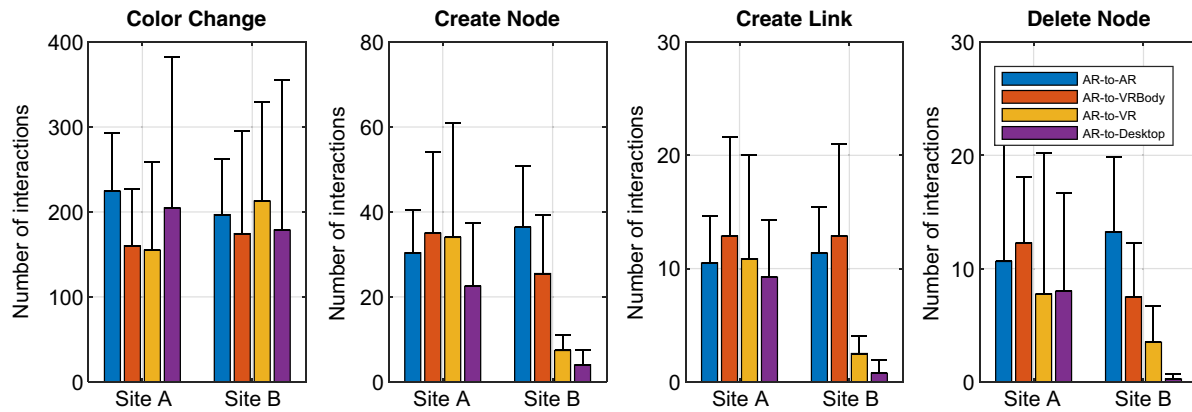 Color Change
Create Node
Create Link
Delete Node
Number of interactions
400
300
200
100
0
Site A
Site B
Number of interactions
80
60
40
20
0
Site A
Site B
Number of interactions
30
20
10
0
Site A
Site B
Number of interactions
30
20
10
0
Site A
Site B
AR-to-AR
AR-to-VRBody
AR-to-VR
AR-to-Desktop